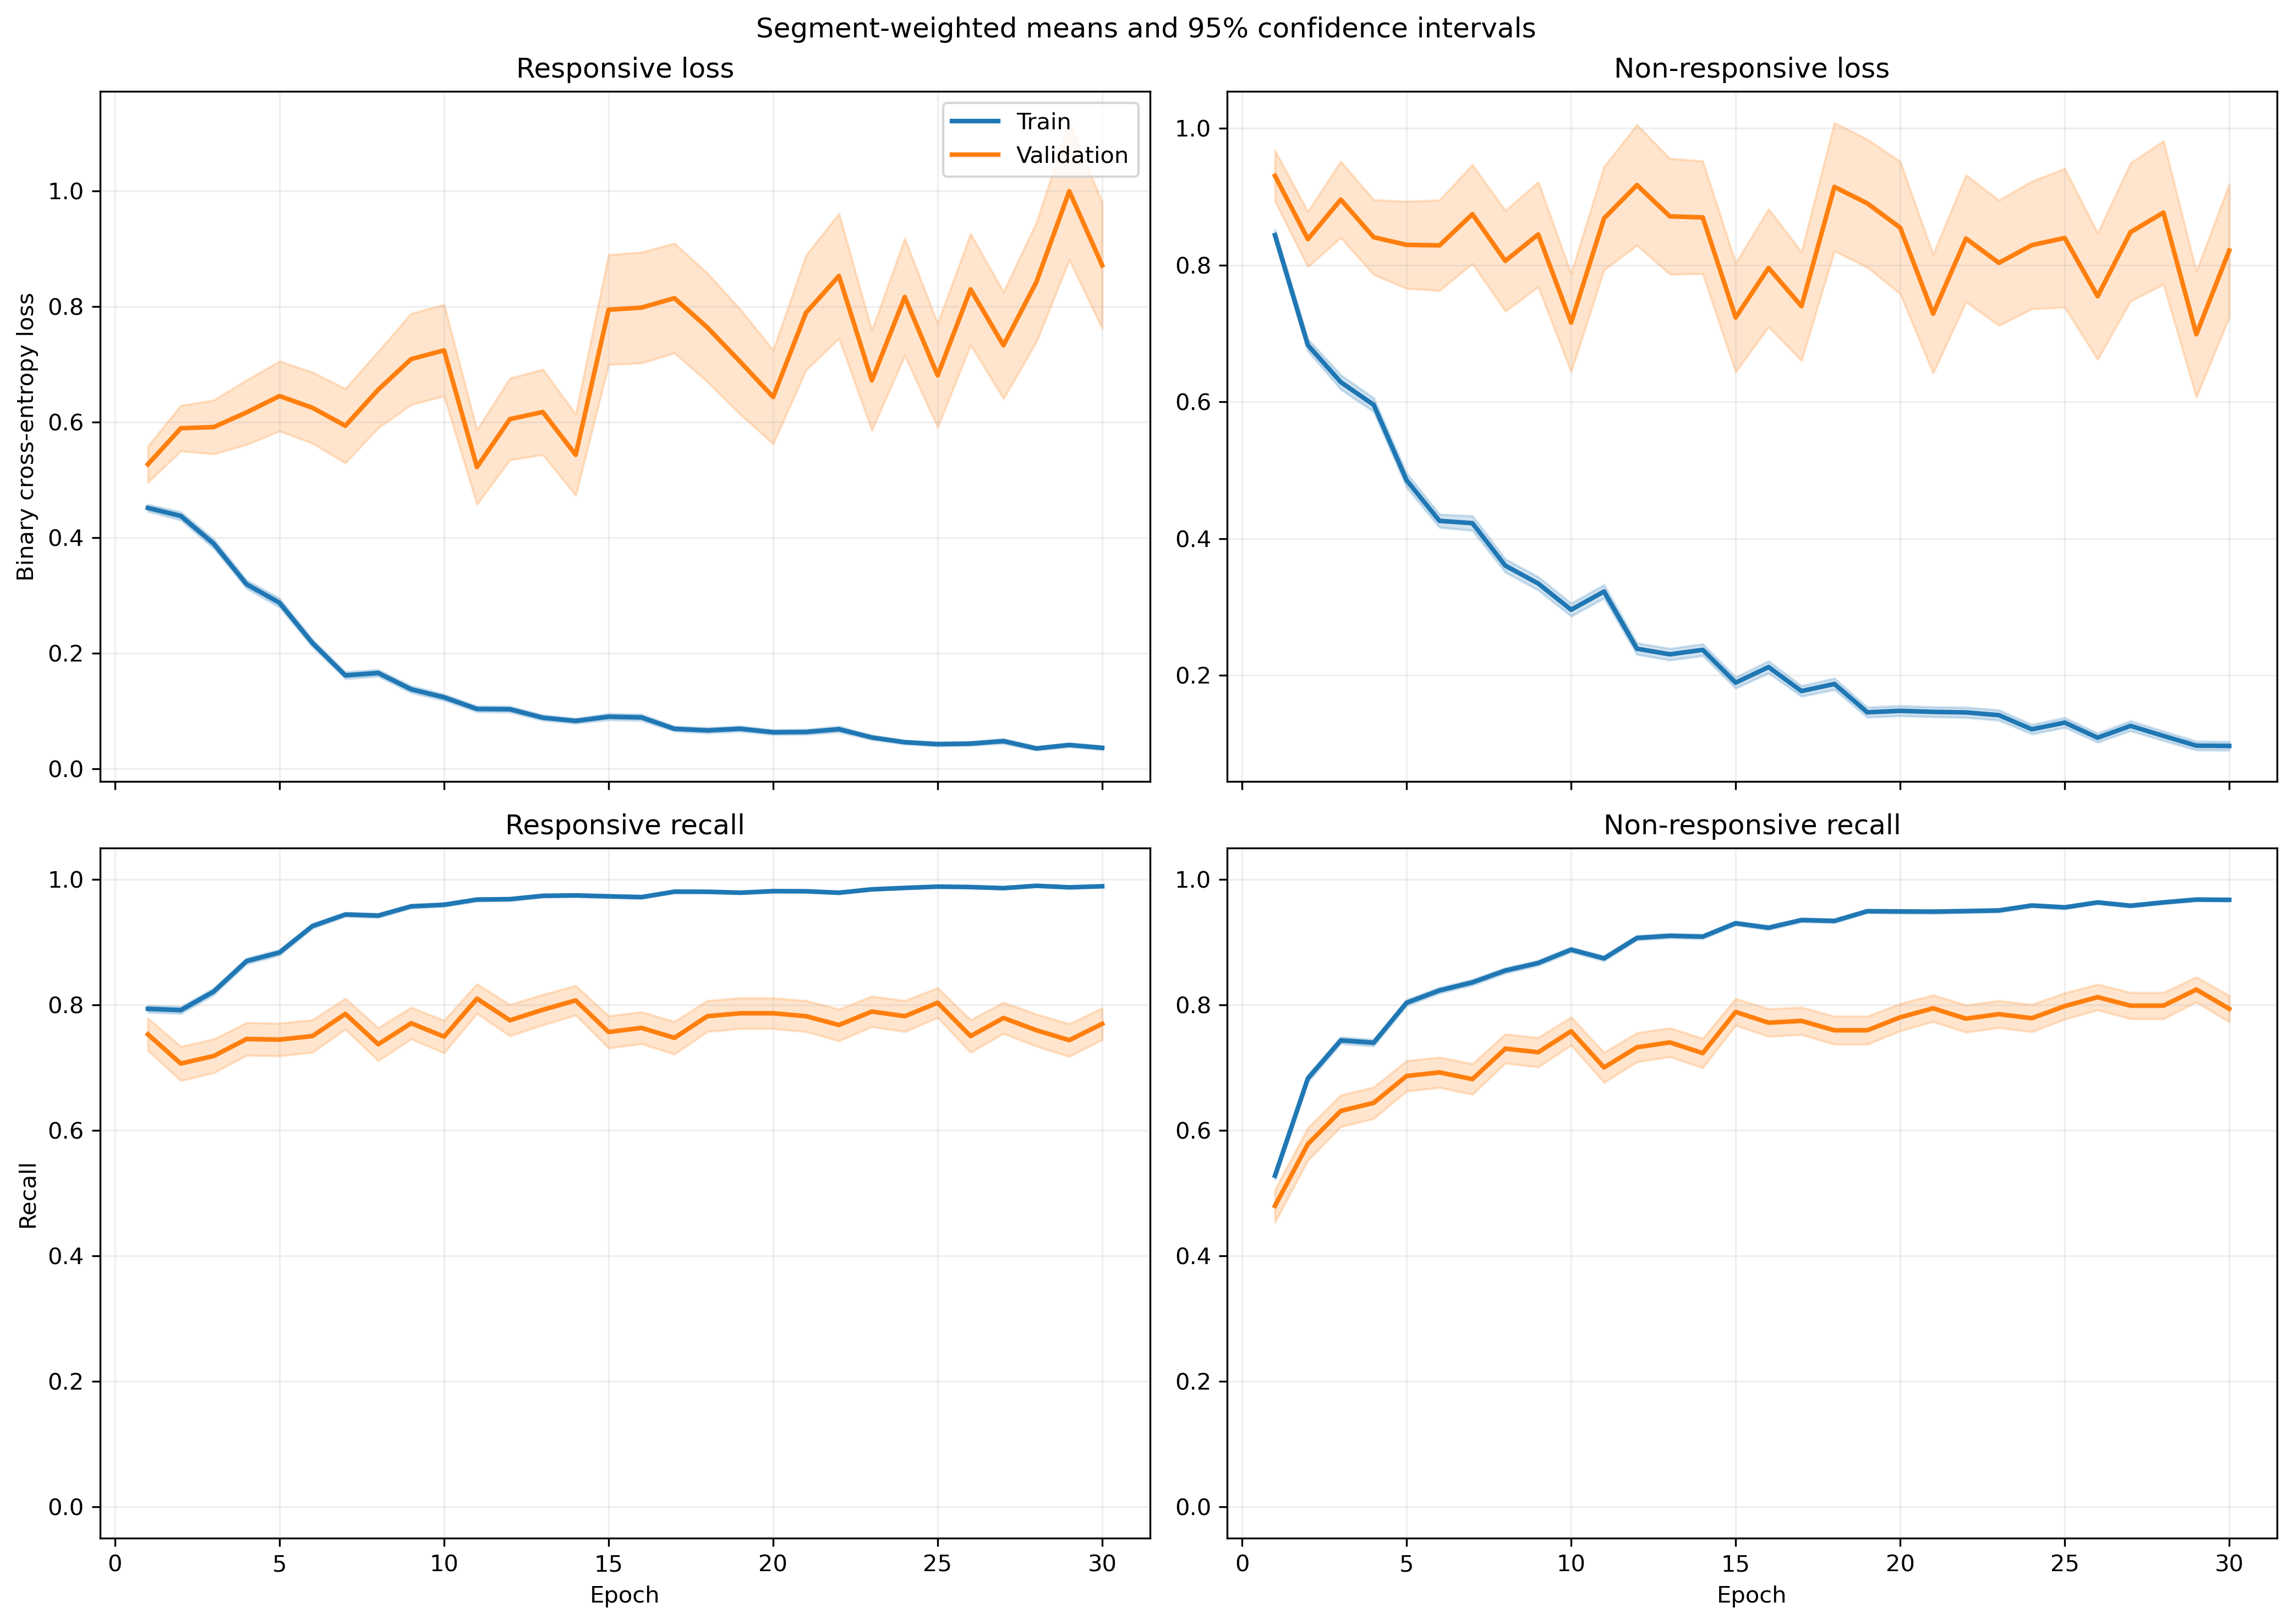 Segment-weighted means and 95% confidence intervals
Responsive loss
Non-responsive loss
Train
Validation
Binary cross-entropy loss
1.0
0.8
0.6
0.4
0.2
0.0
1.0
0.8
0.6
0.4
0.2
Responsive recall
Non-responsive recall
Recall
1.0
0.8
0.6
0.4
0.2
0.0
0 5 10 15 20 25 30
Epoch
1.0
0.8
0.6
0.4
0.2
0.0
0 5 10 15 20 25 30
Epoch